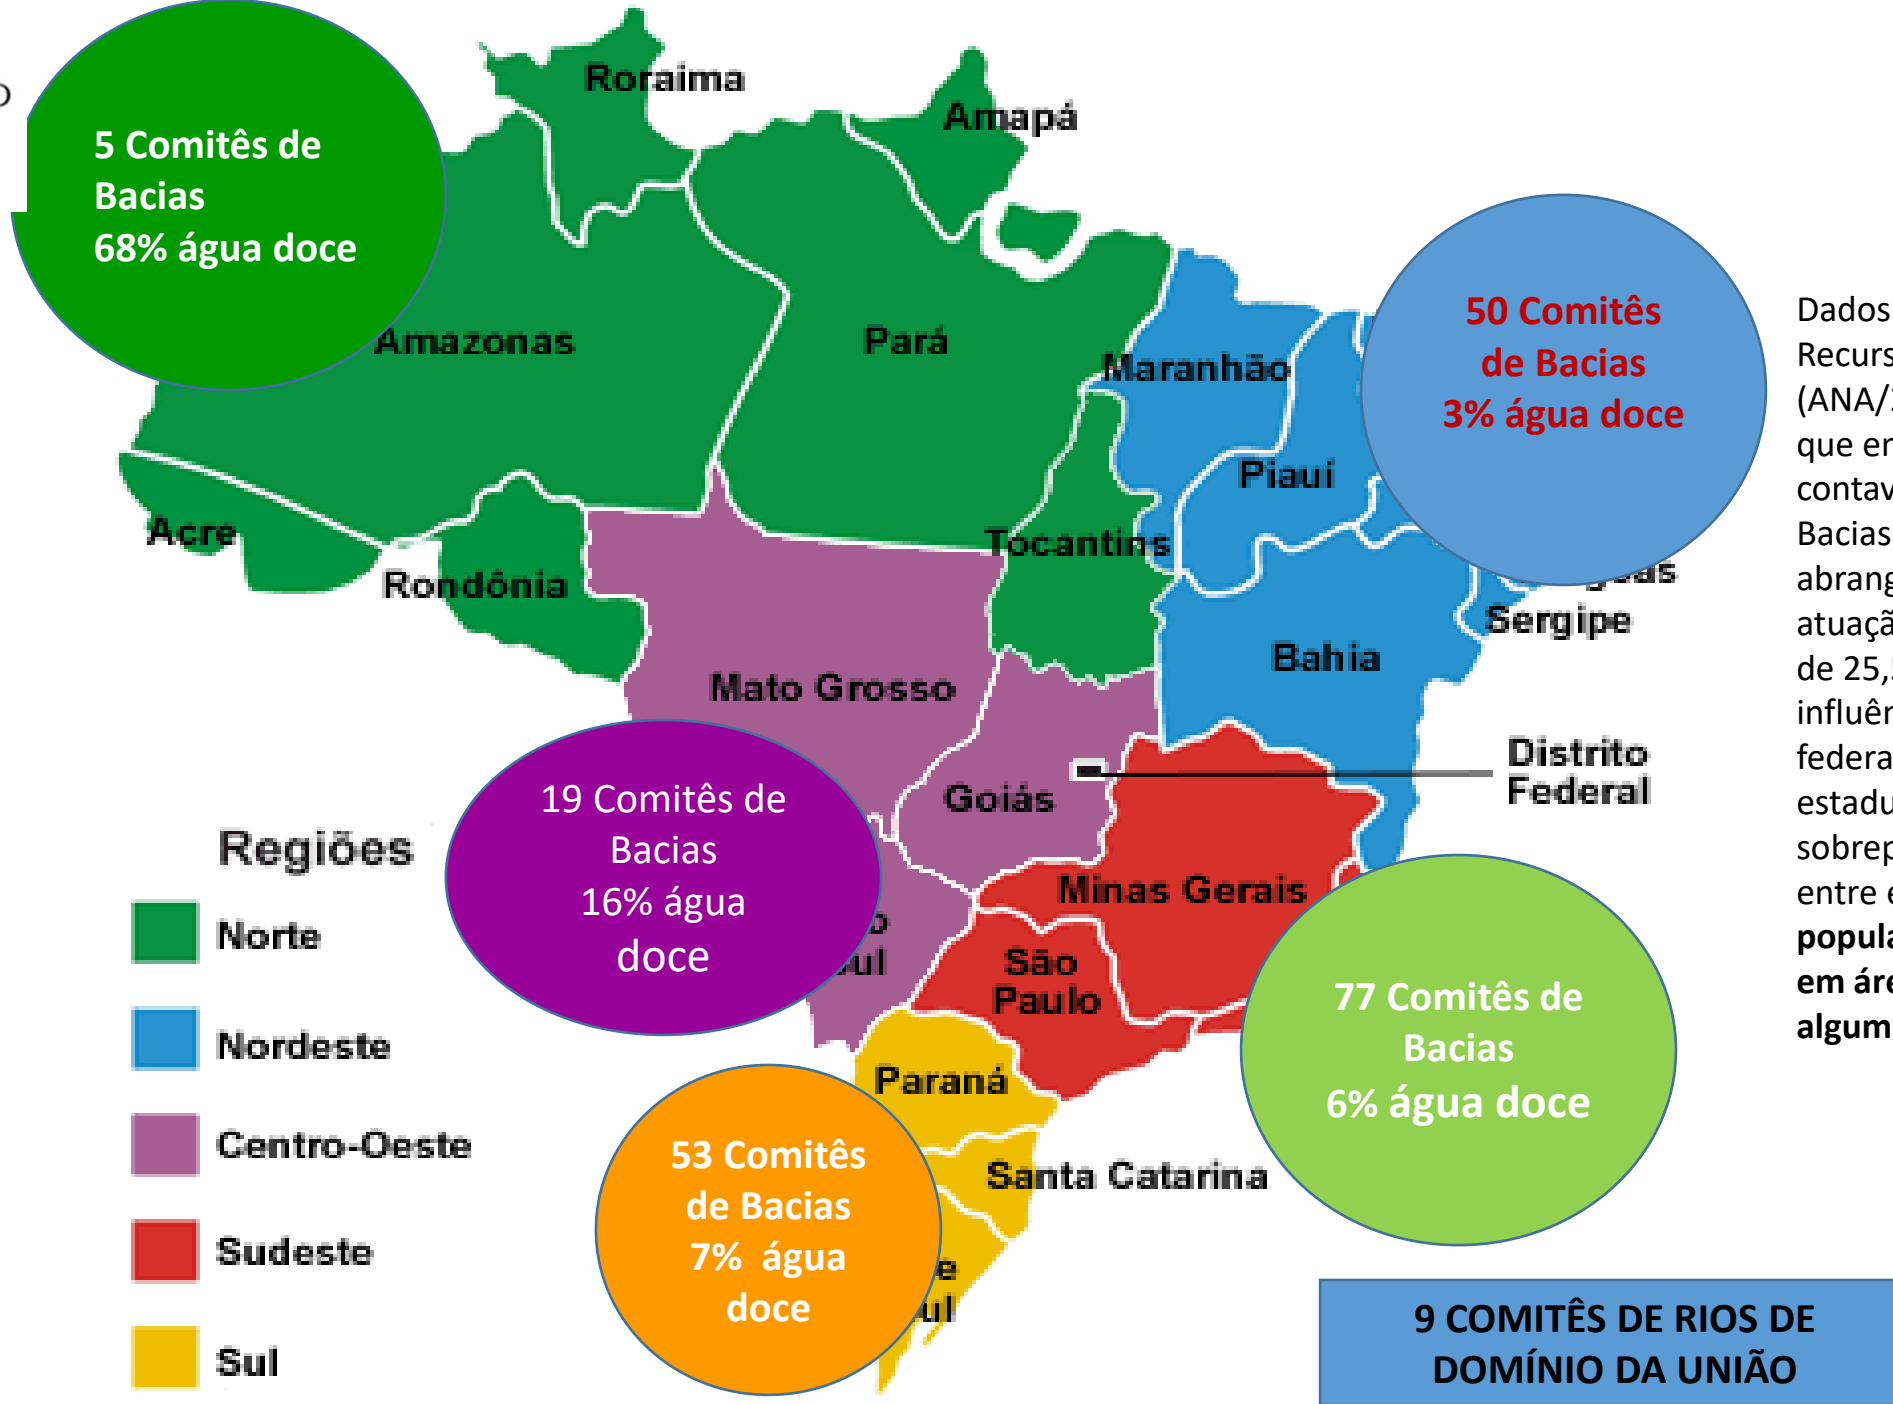 Roraima
Amapá
5 Comitês de
Bacias
68% água doce
Amazonas
Pará
Maranhão
Piauí
50 Comitês
de Bacias
3% água doce
Acre
Rondônia
Tocantins
Sergipe
Bahia
Mato Grosso
Distrito
Federal
Goiás
19 Comitês de
Bacias
16% água
doce
Minas Gerais
São
Paulo
77 Comitês de
Bacias
6% água doce
Paraná
Santa Catarina
53 Comitês
de Bacias
7% água
doce
Regiões
Norte
Nordeste
Centro-Oeste
Sudeste
Sul
9 COMITÊS DE RIOS DE
DOMÍNIO DA UNIÃO
Dados
Recurs
(ANA/
que
contav
Bacias
abrang
atuaçã
de 25,
influên
federa
estadu
sobrep
entre
popula
em
algum